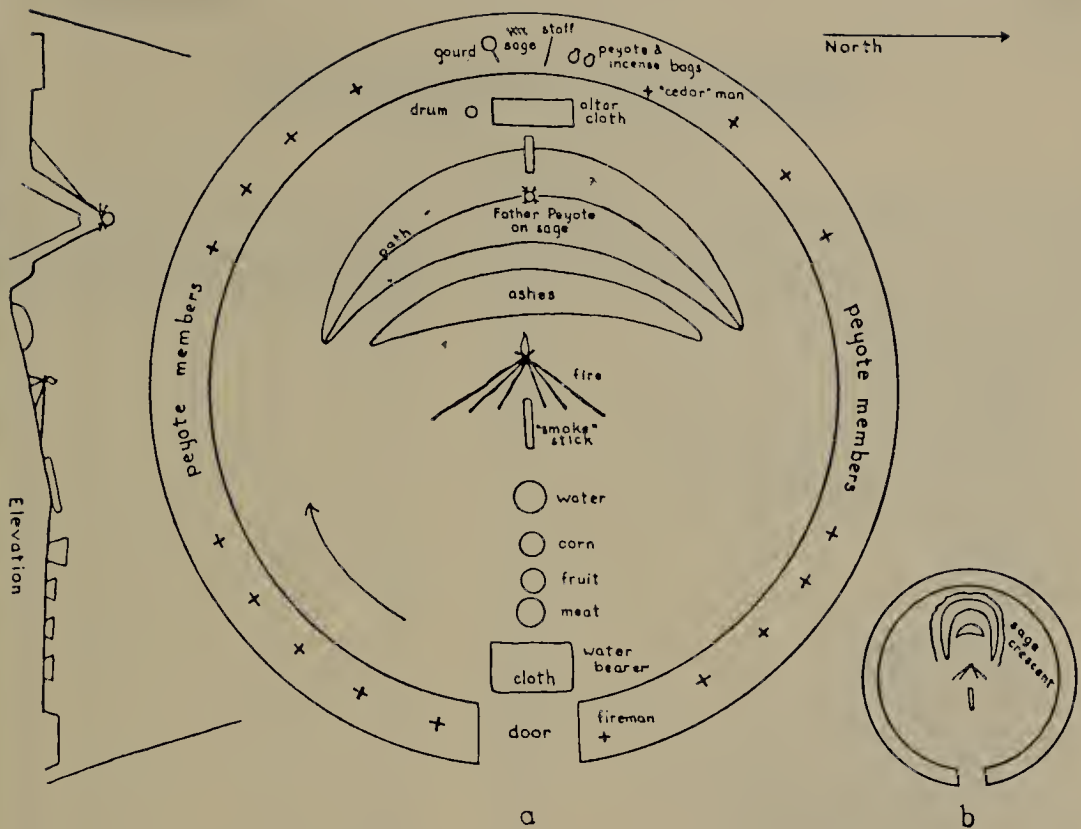 North
gourd
sage
staff
peyote &
incense bags
"cedar" man
drum
altar
cloth
path
Father Peyote
on sage
ashes
fire
"smoke"
stick
peyote members
peyote members
water
corn
fruit
meat
water
bearer
cloth
door
fireman
Elevation
sage
crescent
a
b